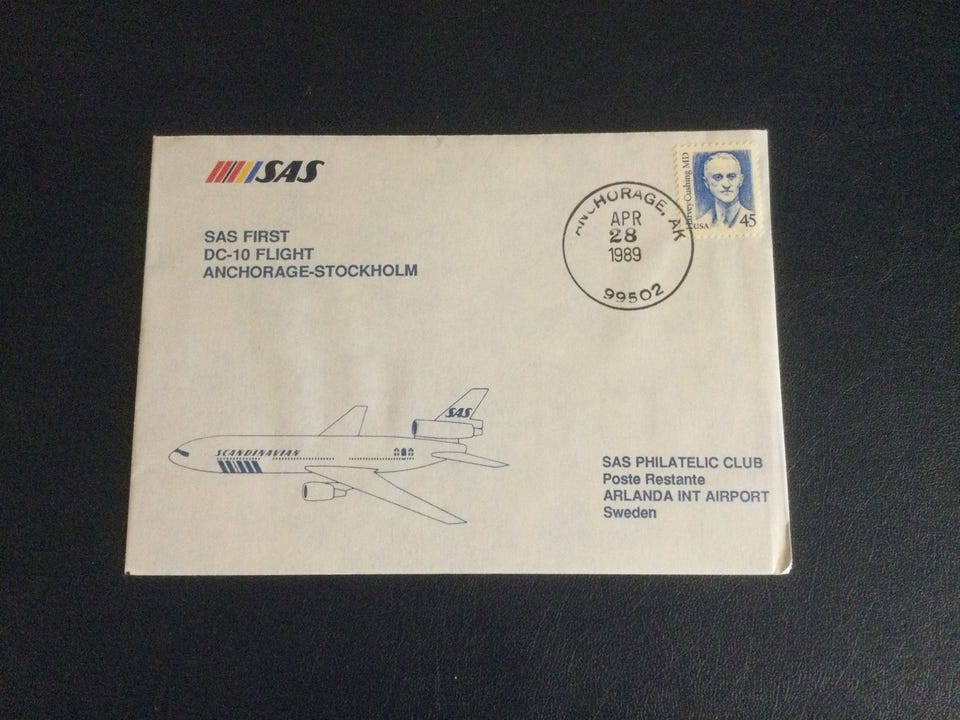 SAS
SAS FIRST
DC-10 FLIGHT
ANCHORAGE-STOCKHOLM
ANCHORAGE, AK
APR
28
1989
99502
Harvey Cushing MD
USA
45
SAS
SCANDINAVIAN
SAS PHILATELIC CLUB
Poste Restante
ARLANDA INT AIRPORT
Sweden